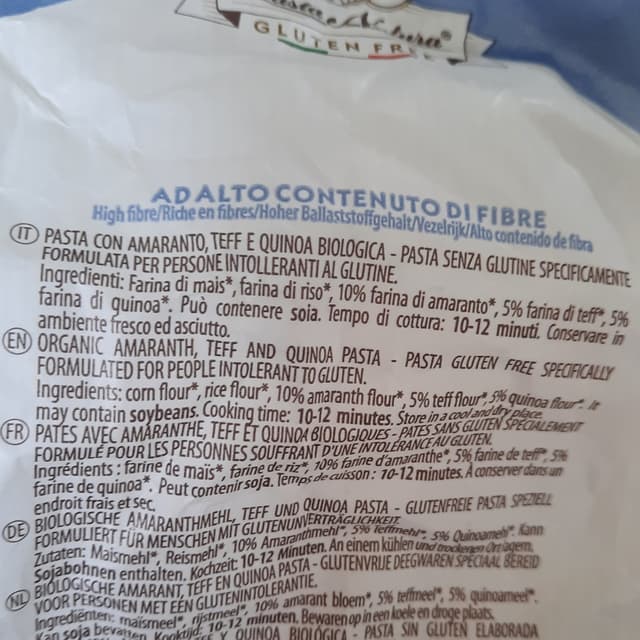 GLUTEN FREE
AD ALTO CONTENUTO DI FIBRE
High fibre/Riche en fibres/Hoher Ballaststoffgehalt/Vezelrijk/Alto contenido de fibra
IT PASTA CON AMARANTO, TEFF E QUINOA BIOLOGICA - PASTA SENZA GLUTINE SPECIFICAMENTE
FORMULATA PER PERSONE INTOLLERANTI AL GLUTINE.
Ingredienti: Farina di mais*, farina di riso*, 10% farina di amaranto*, 5% farina di teff*, 5%
farina di quinoa*. Può contenere soia. Tempo di cottura: 10-12 minuti. Conservare in
ambiente fresco ed asciutto.
EN ORGANIC AMARANTH, TEFF AND QUINOA PASTA - PASTA GLUTEN FREE SPECIFICALLY
FORMULATED FOR PEOPLE INTOLERANT TO GLUTEN.
Ingredients: corn flour*, rice flour*, 10% amaranth flour*, 5% teff flour*, 5% quinoa flour*. It
may contain soybeans. Cooking time: 10-12 minutes. Store in a cool and dry place.
FR PATES AVEC AMARANTHE, TEFF ET QUINOA BIOLOGIQUES - PATES SANS GLUTEN SPECIALEMENT
FORMULÉ POUR LES PERSONNES SOUFFRANT D'UNE INTOLÉRANCE AU GLUTEN.
Ingrédients : farine de maïs*, farine de riz*, 10% farine d'amaranthe*, 5% farine de teff*, 5%
farine de quinoa*. Peut contenir soja. Temps de cuisson : 10-12 minutes. A conserver dans un
endroit frais et sec.
DE BIOLOGISCHE AMARANTHMEHL, TEFF UND QUINOA PASTA - GLUTENFREIE PASTA SPEZIELL
FORMULIERT FÜR MENSCHEN MIT GLUTENUNVERTRÄGLICHKEIT.
Zutaten: Maismehl*, Reismehl*, 10% Amaranthmehl*, 5% Teffmehl*, 5% Quinoamehl*. Kann
Sojabohnen enthalten. Kochzeit: 10-12 Minuten. An einem kühlen und trockenen Ort lagern.
NL BIOLOGISCHE AMARANT, TEFF EN QUINOA PASTA - GLUTENVRIJE DEEGWAREN SPECIAAL BEREID
VOOR PERSONEN MET EEN GLUTENINTOLERANTIE.
Ingrediënten: maïsmeel*, rijstmeel*, 10% amarant bloem*, 5% teffmeel*, 5% quinoameel*.
Kan soja bevatten. Kooktijd: 10-12 minuten. Bewaren op in een koele en droge plaats.
Y QUINOA BIOLÓGICA - PASTA SIN GLUTEN ELABORADA